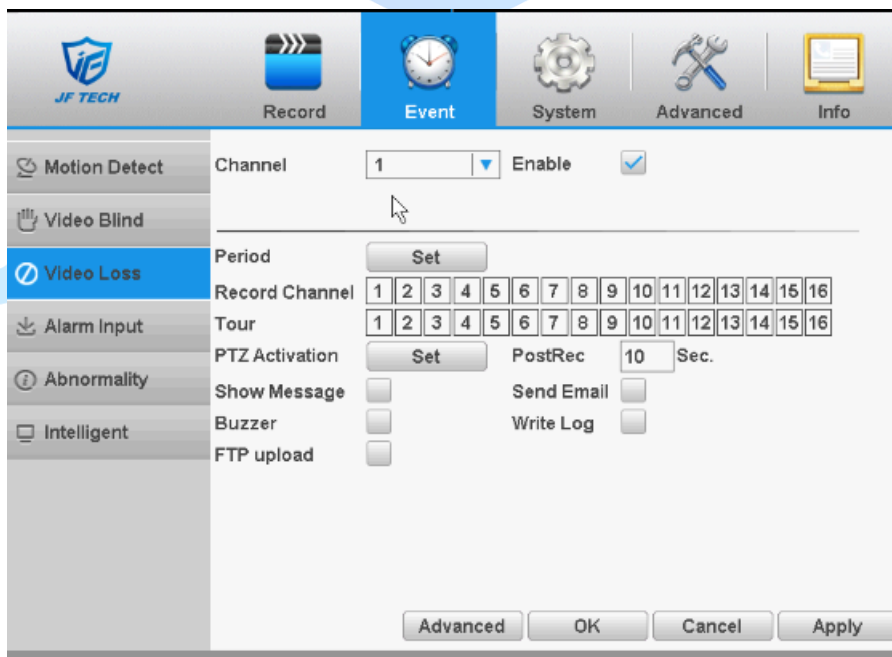 JF TECH
Record Event System Advanced Info
Motion Detect
Video Blind
Video Loss
Alarm Input
Abnormality
Intelligent
Channel 1 Enable
Period Set
Record Channel 1 2 3 4 5 6 7 8 9 10 11 12 13 14 15 16
Tour 1 2 3 4 5 6 7 8 9 10 11 12 13 14 15 16
PTZ Activation Set PostRec 10 Sec.
Show Message Send Email
Buzzer Write Log
FTP upload
Advanced OK Cancel Apply